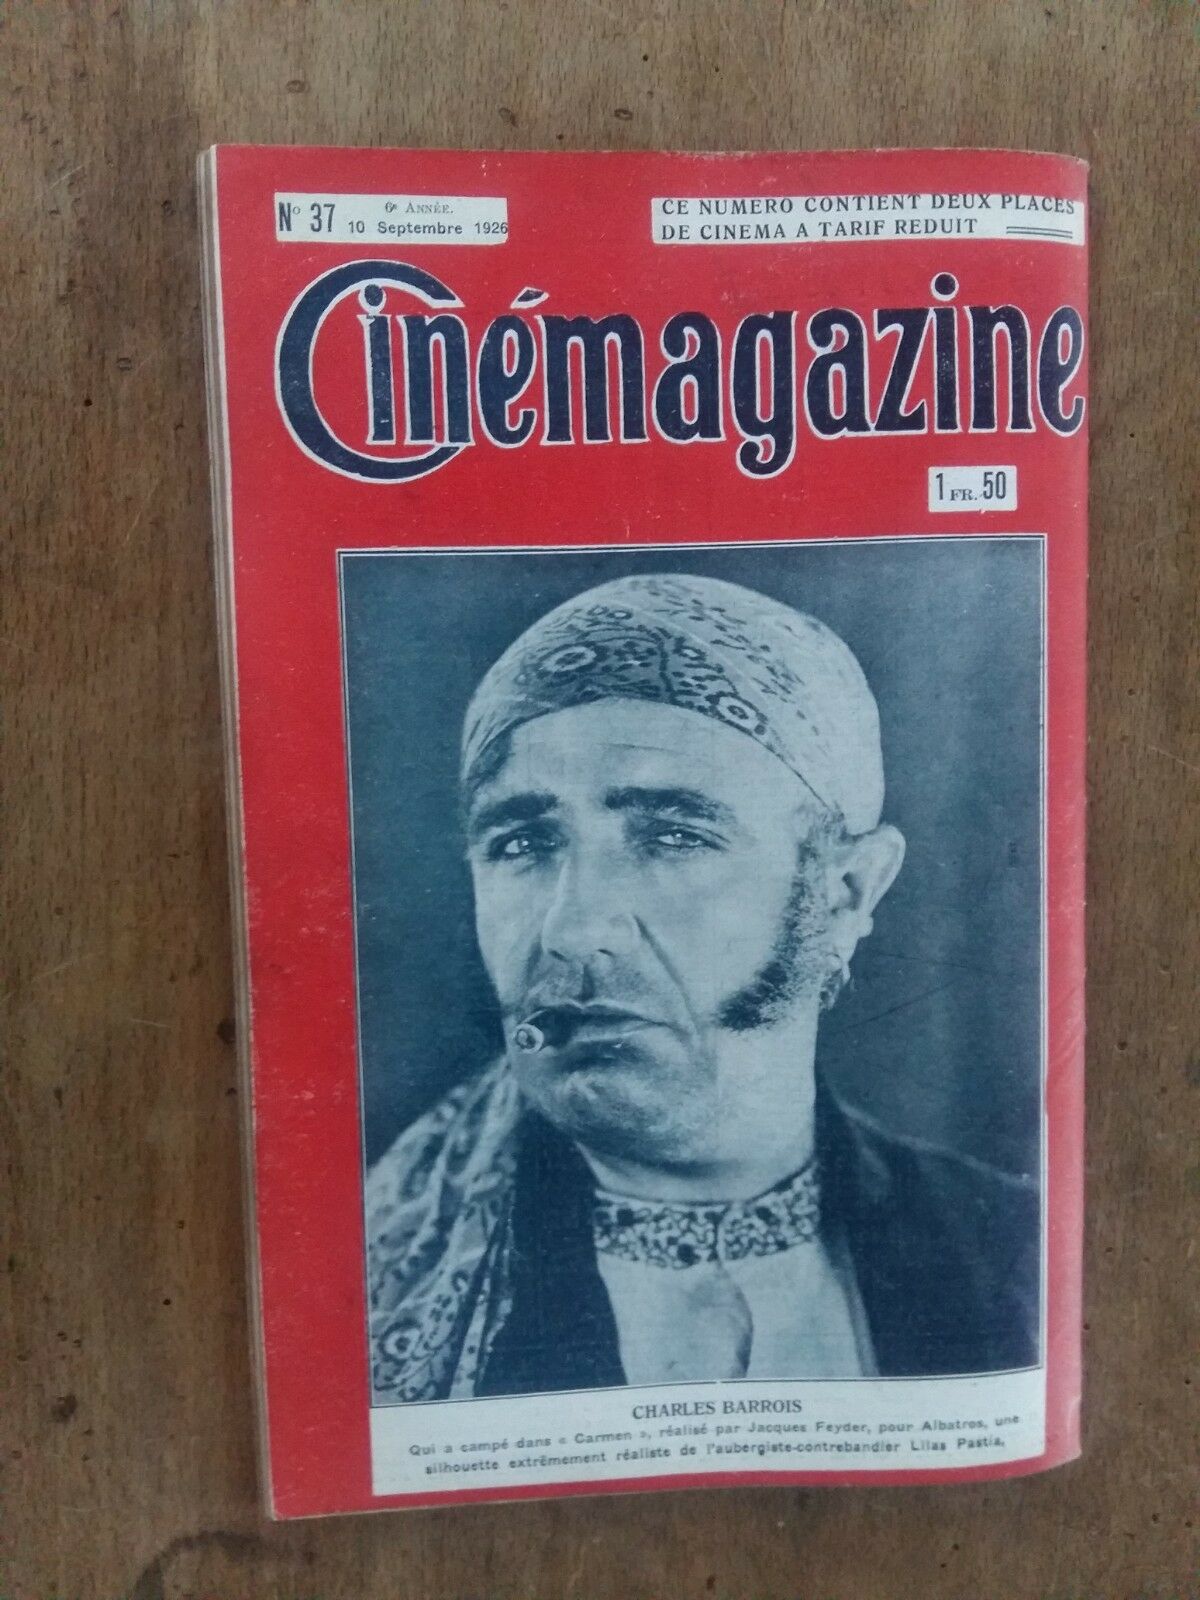 No 37
6e ANNÉE.
10 Septembre 1926
CE NUMERO CONTIENT DEUX PLACES
DE CINEMA A TARIF REDUIT
Cinémagazine
1 FR. 50
CHARLES BARROIS
Qui a campé dans « Carmen », réalisé par Jacques Feyder, pour Albatros, une
silhouette extrêmement réaliste de l'aubergiste-contrebandier Lilas Pastia.